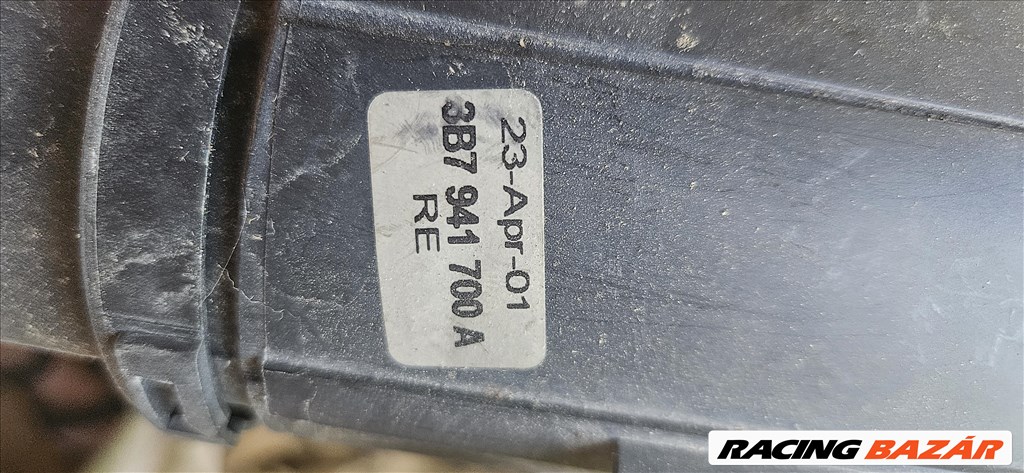 23-Apr-01
3B7 941 700 A
RE
RACING BAZÁR